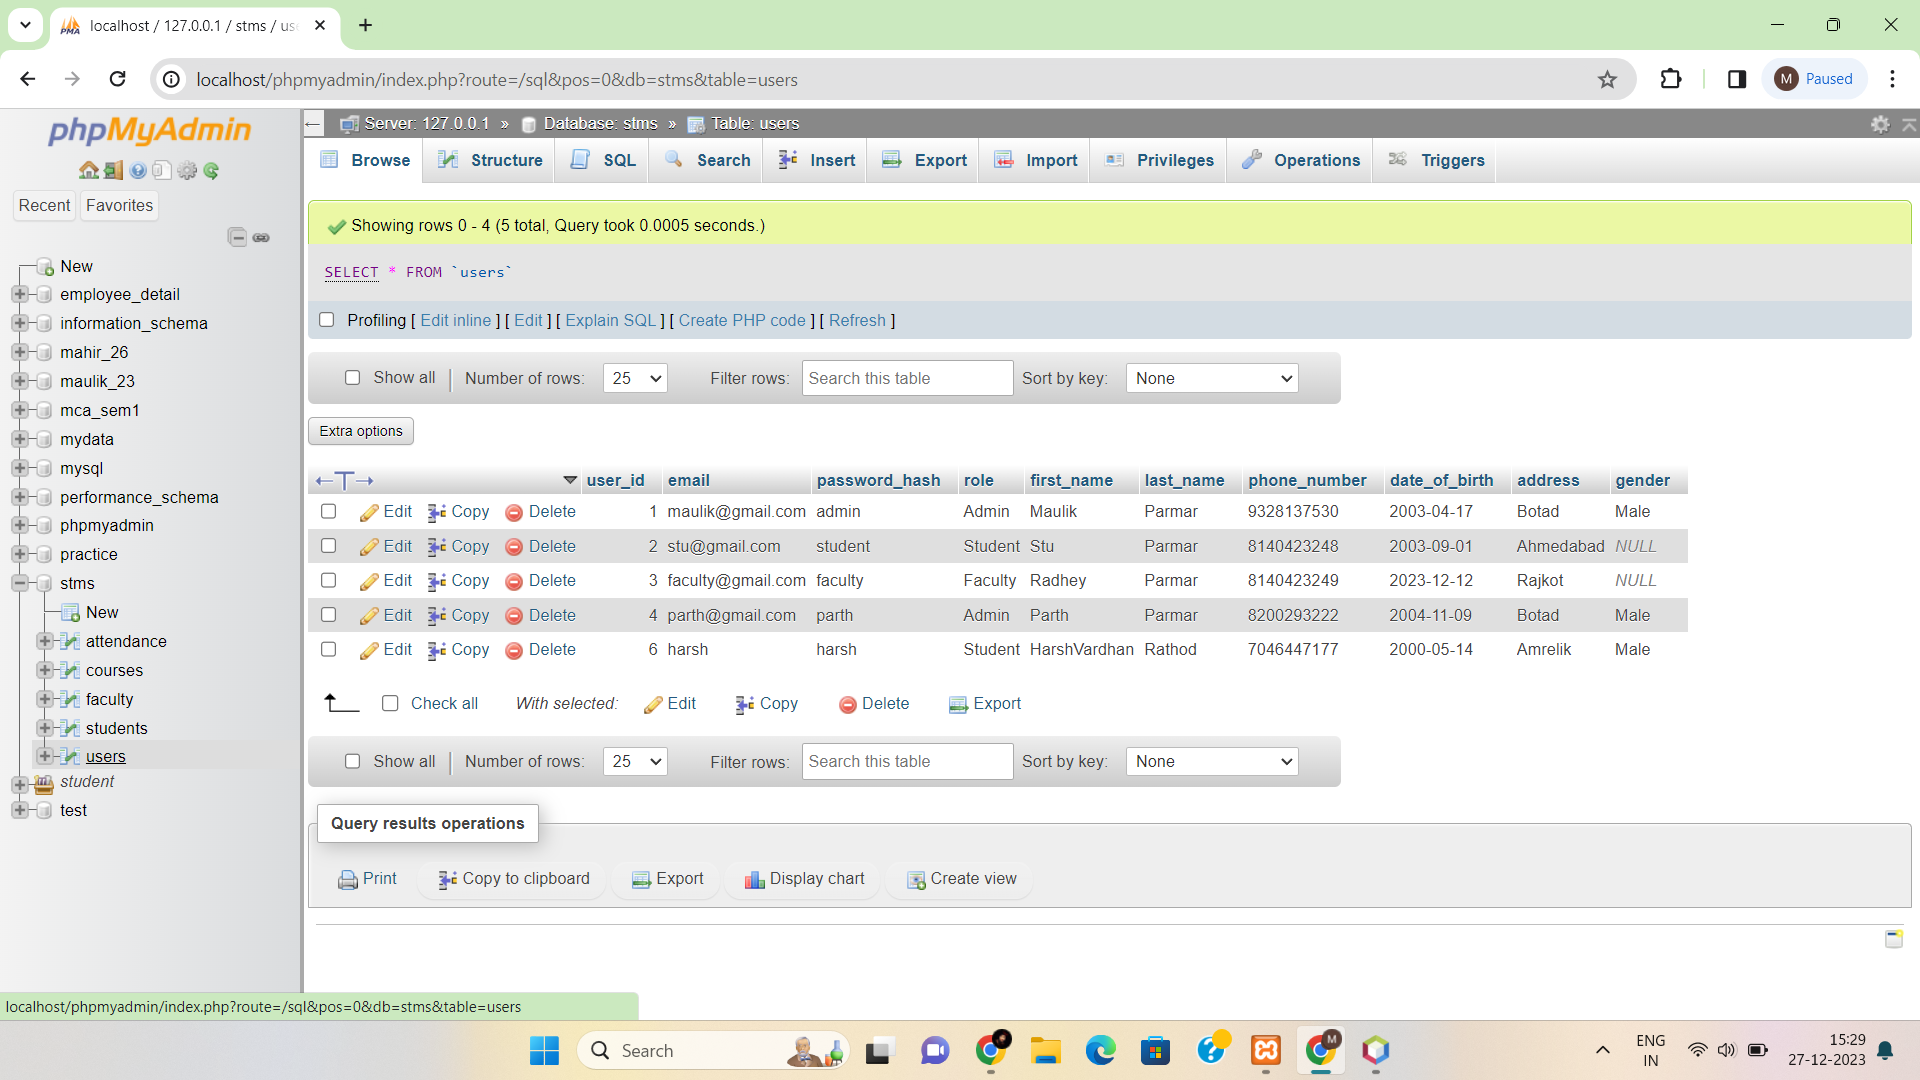 localhost / 127.0.0.1 / stms / us
localhost/phpmyadmin/index.php?route=/sql&pos=0&db=stms&table=users
M Paused
phpMyAdmin
Recent Favorites
New
employee_detail
information_schema
mahir_26
maulik_23
mca_sem1
mydata
mysql
performance_schema
phpmyadmin
practice
stms
New
attendance
courses
faculty
students
users
student
test
Server: 127.0.0.1 » Database: stms » Table: users
Browse Structure SQL Search Insert Export Import Privileges Operations Triggers
Showing rows 0 - 4 (5 total, Query took 0.0005 seconds.)
SELECT * FROM `users`
Profiling [ Edit inline ] [ Edit ] [ Explain SQL ] [ Create PHP code ] [ Refresh ]
Show all Number of rows: 25 Filter rows: Search this table Sort by key: None
Extra options
user_id email password_hash role first_name last_name phone_number date_of_birth address gender
Edit Copy Delete 1 maulik@gmail.com admin Admin Maulik Parmar 9328137530 2003-04-17 Botad Male
Edit Copy Delete 2 stu@gmail.com student Student Stu Parmar 8140423248 2003-09-01 Ahmedabad NULL
Edit Copy Delete 3 faculty@gmail.com faculty Faculty Radhey Parmar 8140423249 2023-12-12 Rajkot NULL
Edit Copy Delete 4 parth@gmail.com parth Admin Parth Parmar 8200293222 2004-11-09 Botad Male
Edit Copy Delete 6 harsh harsh Student HarshVardhan Rathod 7046447177 2000-05-14 Amrelik Male
Check all With selected: Edit Copy Delete Export
Show all Number of rows: 25 Filter rows: Search this table Sort by key: None
Query results operations
Print Copy to clipboard Export Display chart Create view
localhost/phpmyadmin/index.php?route=/sql&pos=0&db=stms&table=users
Search
ENG
IN
15:29
27-12-2023